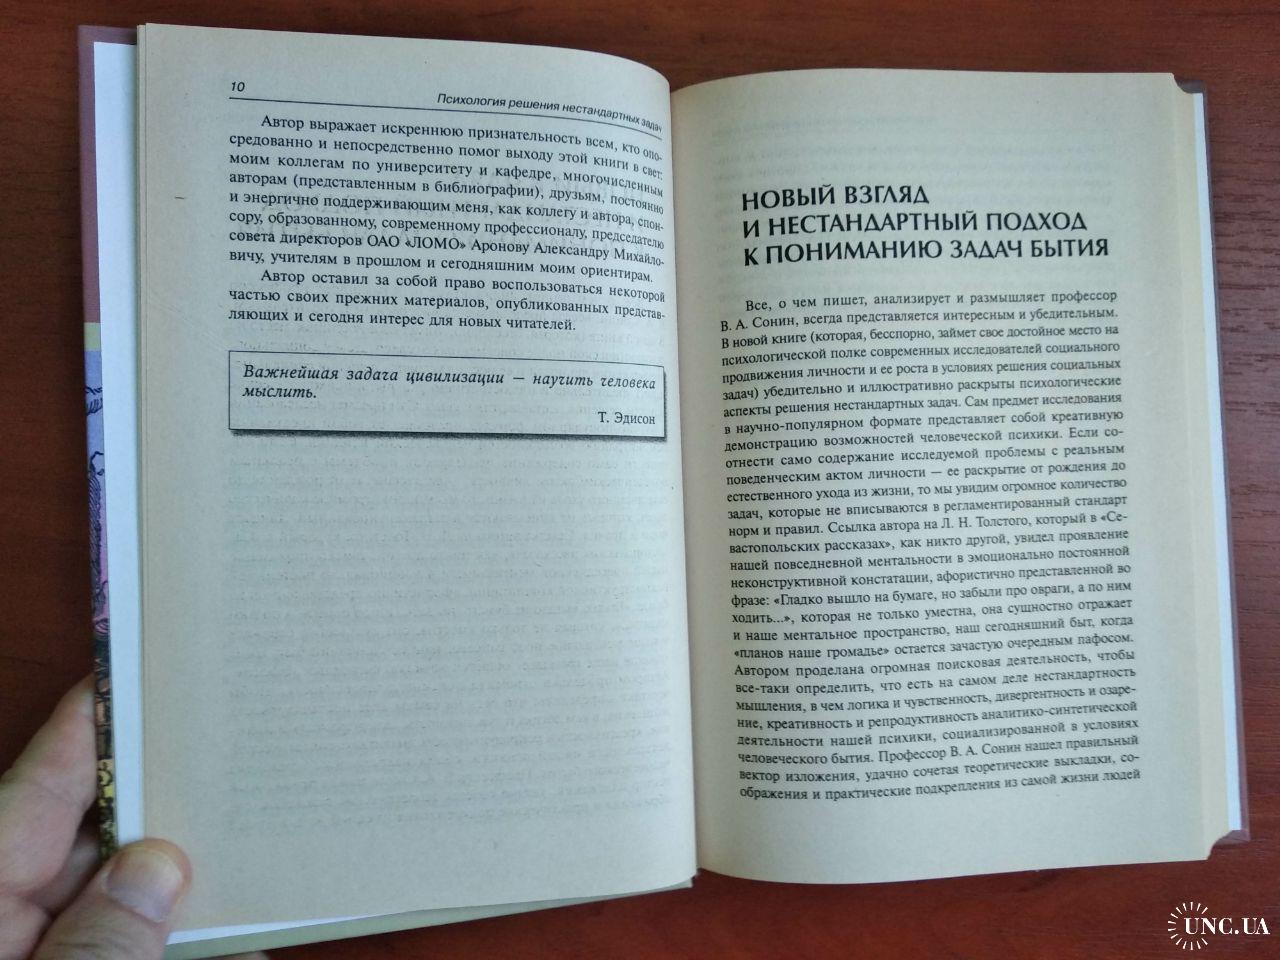 10
Психология решения нестандартных задач
Автор выражает искреннюю признательность всем, кто опо-
средованно и непосредственно помог выходу этой книги в свет:
моим коллегам по университету и кафедре, многочисленным
авторам (представленным в библиографии), друзьям, постоянно
и энергично поддерживающим меня, как коллегу и автора, спон-
сору, образованному, современному профессионалу, председателю
совета директоров ОАО «ЛОМО» Аронову Александру Михайло-
вичу, учителям в прошлом и сегодняшним моим ориентирам.
Автор оставил за собой право воспользоваться некоторой
частью своих прежних материалов, опубликованных представ-
ляющих и сегодня интерес для новых читателей.
Важнейшая задача цивилизации — научить человека
мыслить.
Т. Эдисон
НОВЫЙ ВЗГЛЯД
И НЕСТАНДАРТНЫЙ ПОДХОД
К ПОНИМАНИЮ ЗАДАЧ БЫТИЯ
Все, о чем пишет, анализирует и размышляет профессор
В. А. Сонин, всегда представляется интересным и убедительным.
В новой книге (которая, бесспорно, займет свое достойное место на
психологической полке современных исследователей социального
продвижения личности и ее роста в условиях решения социальных
задач) убедительно и иллюстративно раскрыты психологические
аспекты решения нестандартных задач. Сам предмет исследования
в научно-популярном формате представляет собой креативную
демонстрацию возможностей человеческой психики. Если со-
отнести само содержание исследуемой проблемы с реальным
поведенческим актом личности — ее раскрытие от рождения до
естественного ухода из жизни, то мы увидим огромное количество
задач, которые не вписываются в регламентированный стандарт
норм и правил. Ссылка автора на Л. Н. Толстого, который в «Се-
вастопольских рассказах», как никто другой, увидел проявление
нашей повседневной ментальности в эмоционально постоянной
неконструктивной констатации, афористично представленной во
фразе: «Гладко вышло на бумаге, но забыли про овраги, а по ним
ходить...», которая не только уместна, она сущностно отражает
и наше ментальное пространство, наш сегодняшний быт, когда
«планов наше громадье» остается зачастую очередным пафосом.
Автором проделана огромная поисковая деятельность, чтобы
все-таки определить, что есть на самом деле нестандартность
мышления, в чем логика и чувственность, дивергентность и озаре-
ние, креативность и репродуктивность аналитико-синтетической
деятельности нашей психики, социализированной в условиях
человеческого бытия. Профессор В. А. Сонин нашел правильный
вектор изложения, удачно сочетая теоретические выкладки, со-
ображения и практические подкрепления из самой жизни людей
UNC.UA